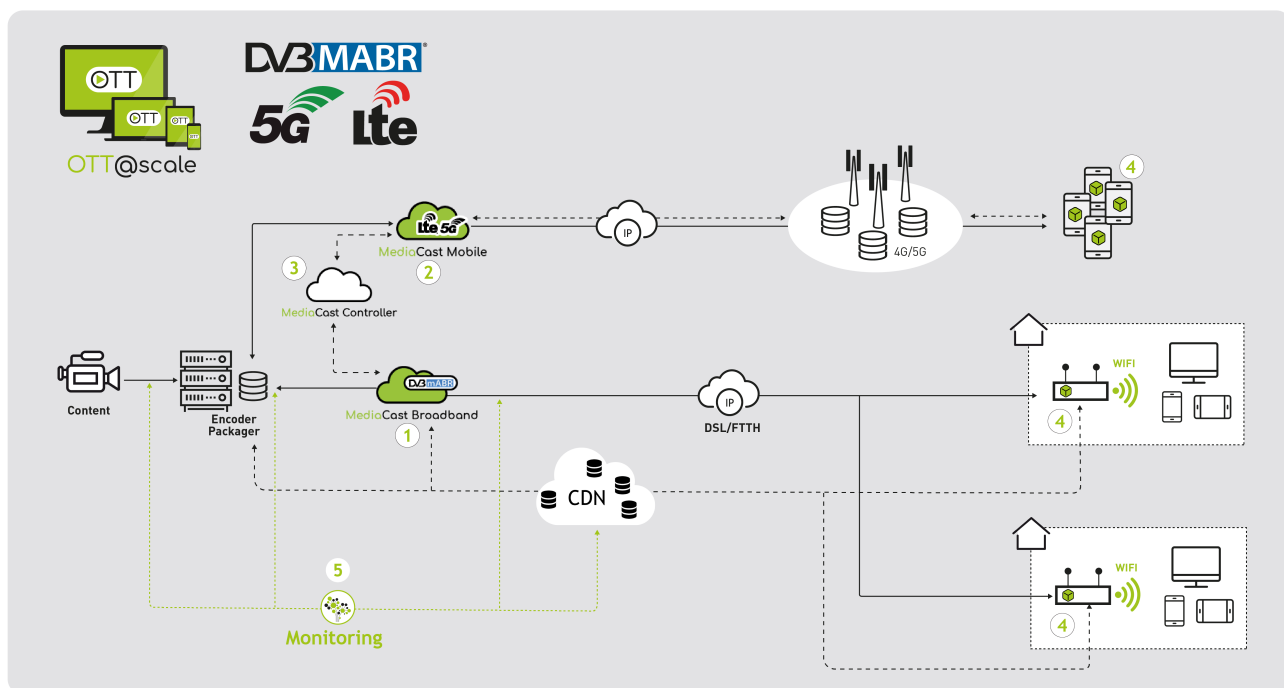 OTT
OTT
OTT
OTT
OTT@scale
DVB MABR®
5G
Lte
4
Lte 5G
IP
4G/5G
MediaCast Mobile
2
3
MediaCast Controller
WIFI
Content
Encoder
Packager
DVB mABR
MediaCast Broadband
1
IP
DSL/FTTH
4
CDN
5
Monitoring
WIFI
4